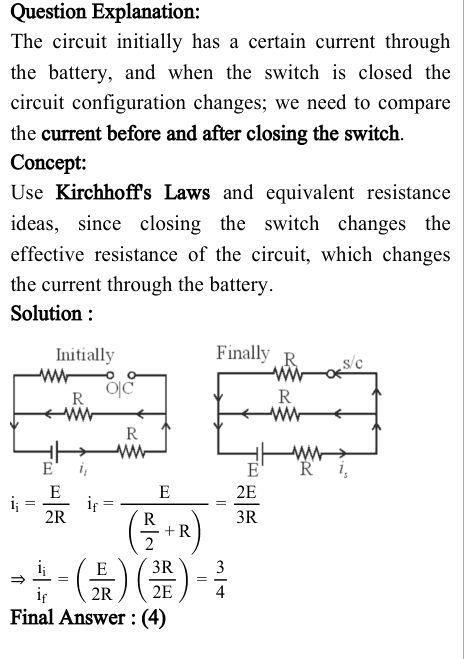 Question Explanation:
The circuit initially has a certain current through
the battery, and when the switch is closed the
circuit configuration changes; we need to compare
the current before and after closing the switch.
Concept:
Use Kirchhoff's Laws and equivalent resistance
ideas, since closing the switch changes the
effective resistance of the circuit, which changes
the current through the battery.
Solution :
Initially
O|C
R
R
E i₁
Finally
R s/c
R
E R iₛ
iᵢ = E/2R i_f = E/(R/2 + R) = 2E/3R
⇒ iᵢ/i_f = (E/2R)(3R/2E) = 3/4
Final Answer : (4)